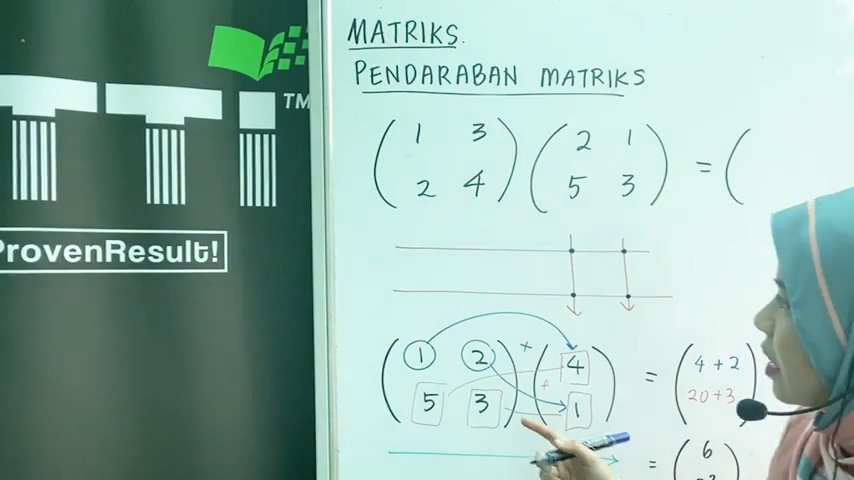 TTi TM
ProvenResult!
MATRIKS.
PENDARABAN MATRIKS
( 1 3 ) ( 2 1 ) = (
2 4 5 3
( 1 2 ) + ( 4 ) = ( 4 + 2 )
5 3 + 1 20 + 3
= ( 6 )